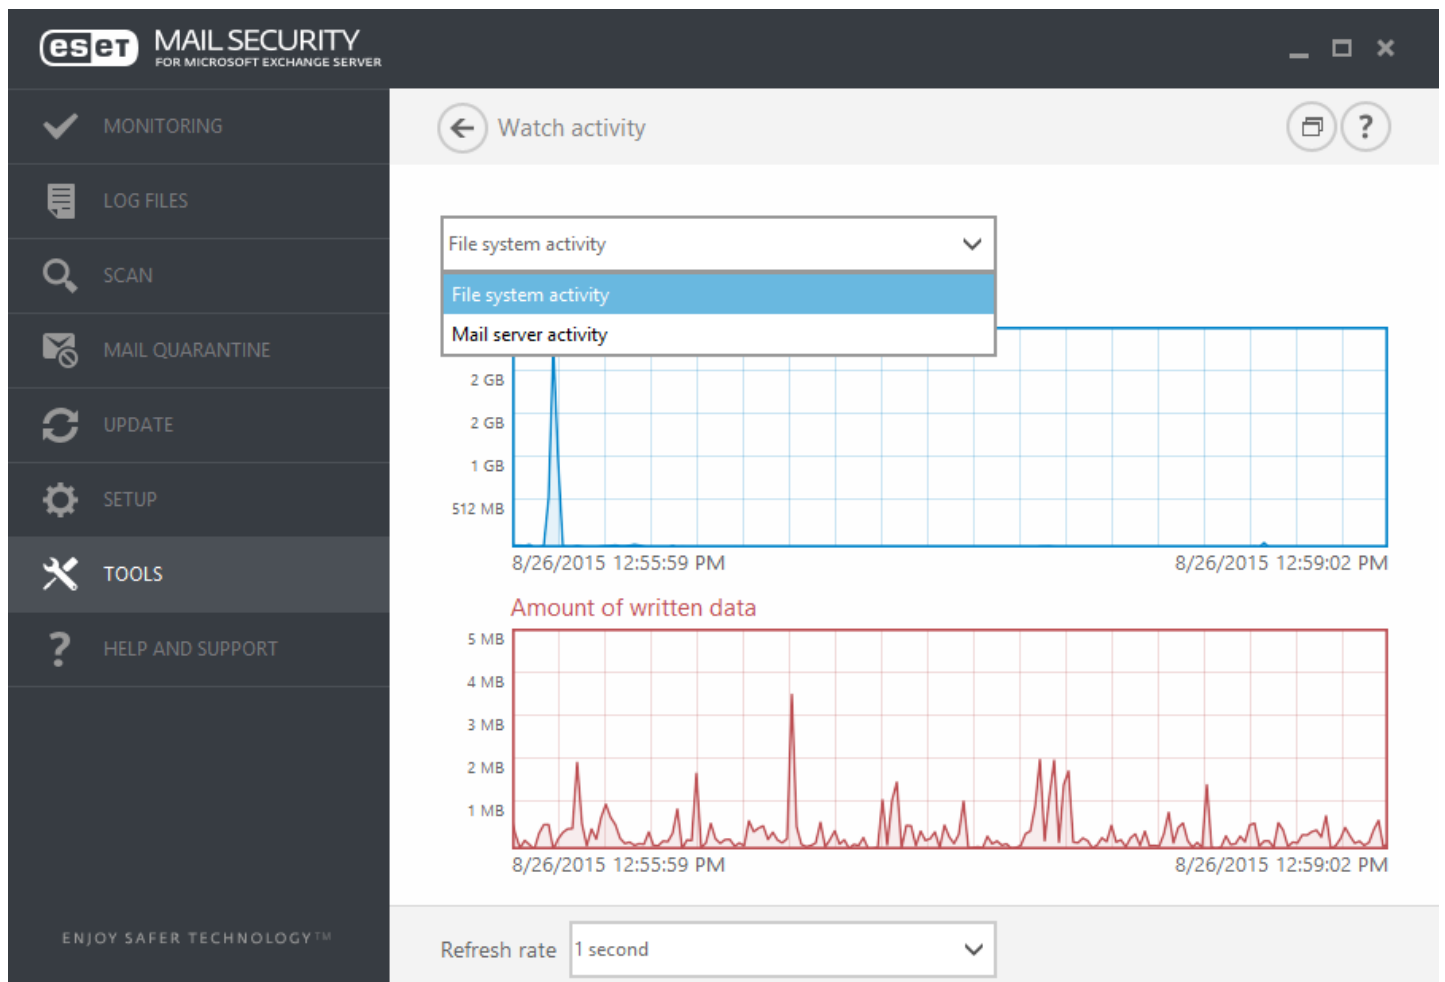 eset MAIL SECURITY
FOR MICROSOFT EXCHANGE SERVER
MONITORING
LOG FILES
SCAN
MAIL QUARANTINE
UPDATE
SETUP
TOOLS
HELP AND SUPPORT
ENJOY SAFER TECHNOLOGY™
Watch activity
?
File system activity
File system activity
Mail server activity
2 GB
2 GB
1 GB
512 MB
8/26/2015 12:55:59 PM 8/26/2015 12:59:02 PM
Amount of written data
5 MB
4 MB
3 MB
2 MB
1 MB
8/26/2015 12:55:59 PM 8/26/2015 12:59:02 PM
Refresh rate 1 second